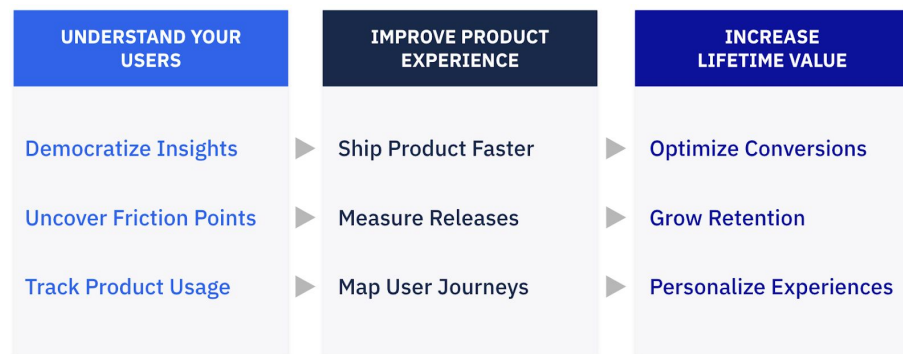 UNDERSTAND YOUR
USERS
Democratize Insights
Uncover Friction Points
Track Product Usage
IMPROVE PRODUCT
EXPERIENCE
Ship Product Faster
Measure Releases
Map User Journeys
INCREASE
LIFETIME VALUE
Optimize Conversions
Grow Retention
Personalize Experiences